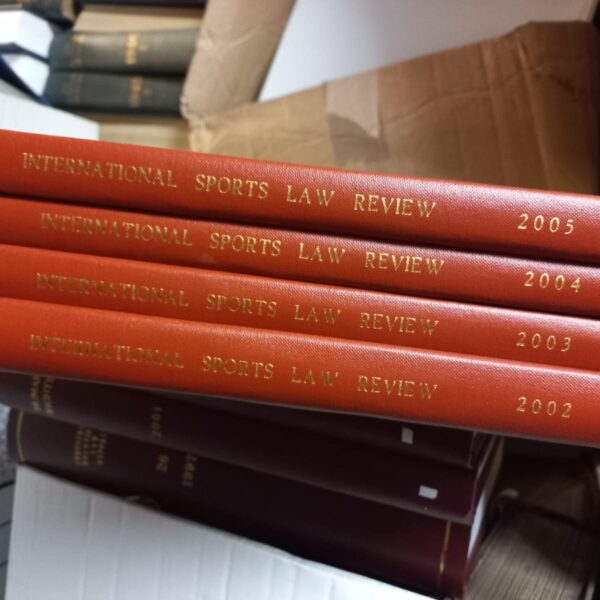 INTERNATIONAL SPORTS LAW REVIEW 2005
INTERNATIONAL SPORTS LAW REVIEW 2004
INTERNATIONAL SPORTS LAW REVIEW 2003
INTERNATIONAL SPORTS LAW REVIEW 2002
2001